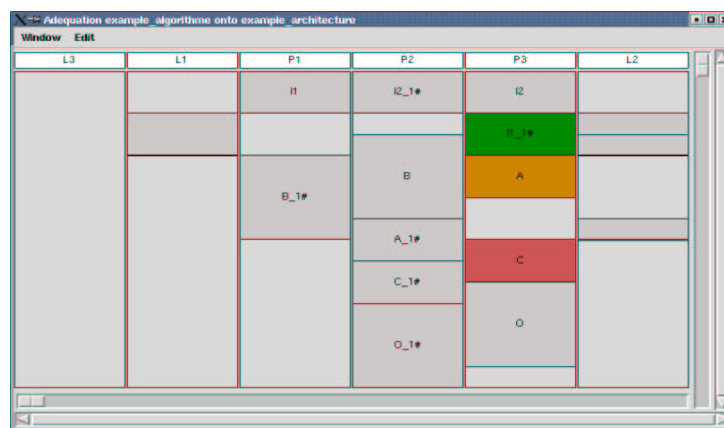 Adequation example_algorithme onto example_architecture
Window Edit
L3 L1 P1 P2 P3 L2
I1 I2_1# I2
I1_1#
B A
B_1#
A_1#
C
C_1#
O
O_1#